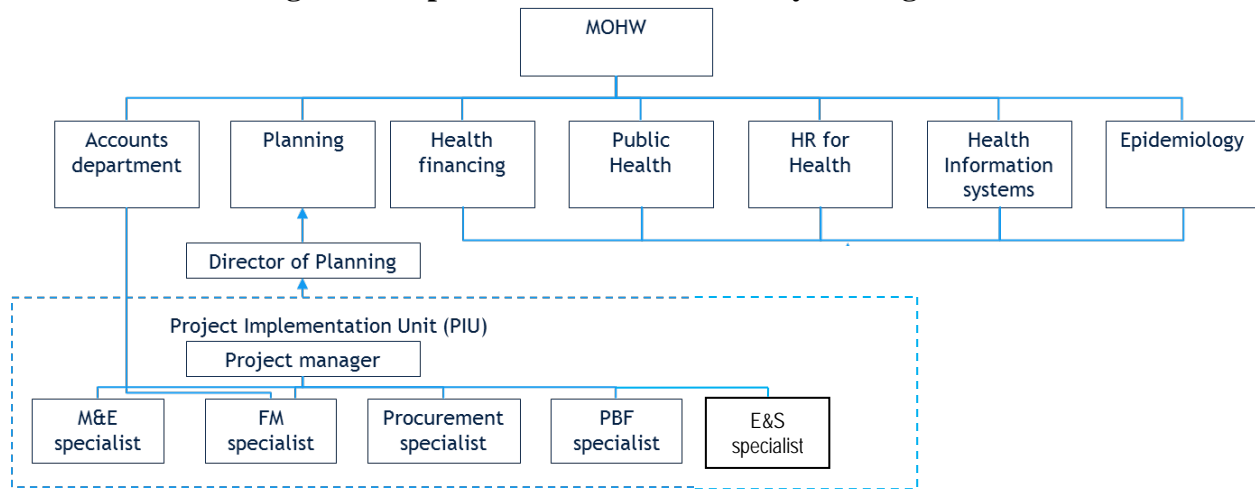 MOHW
Accounts
department
Planning
Health
financing
Public
Health
HR for
Health
Health
Information
systems
Epidemiology
Director of Planning
Project Implementation Unit (PIU)
Project manager
M&E
specialist
FM
specialist
Procurement
specialist
PBF
specialist
E&S
specialist